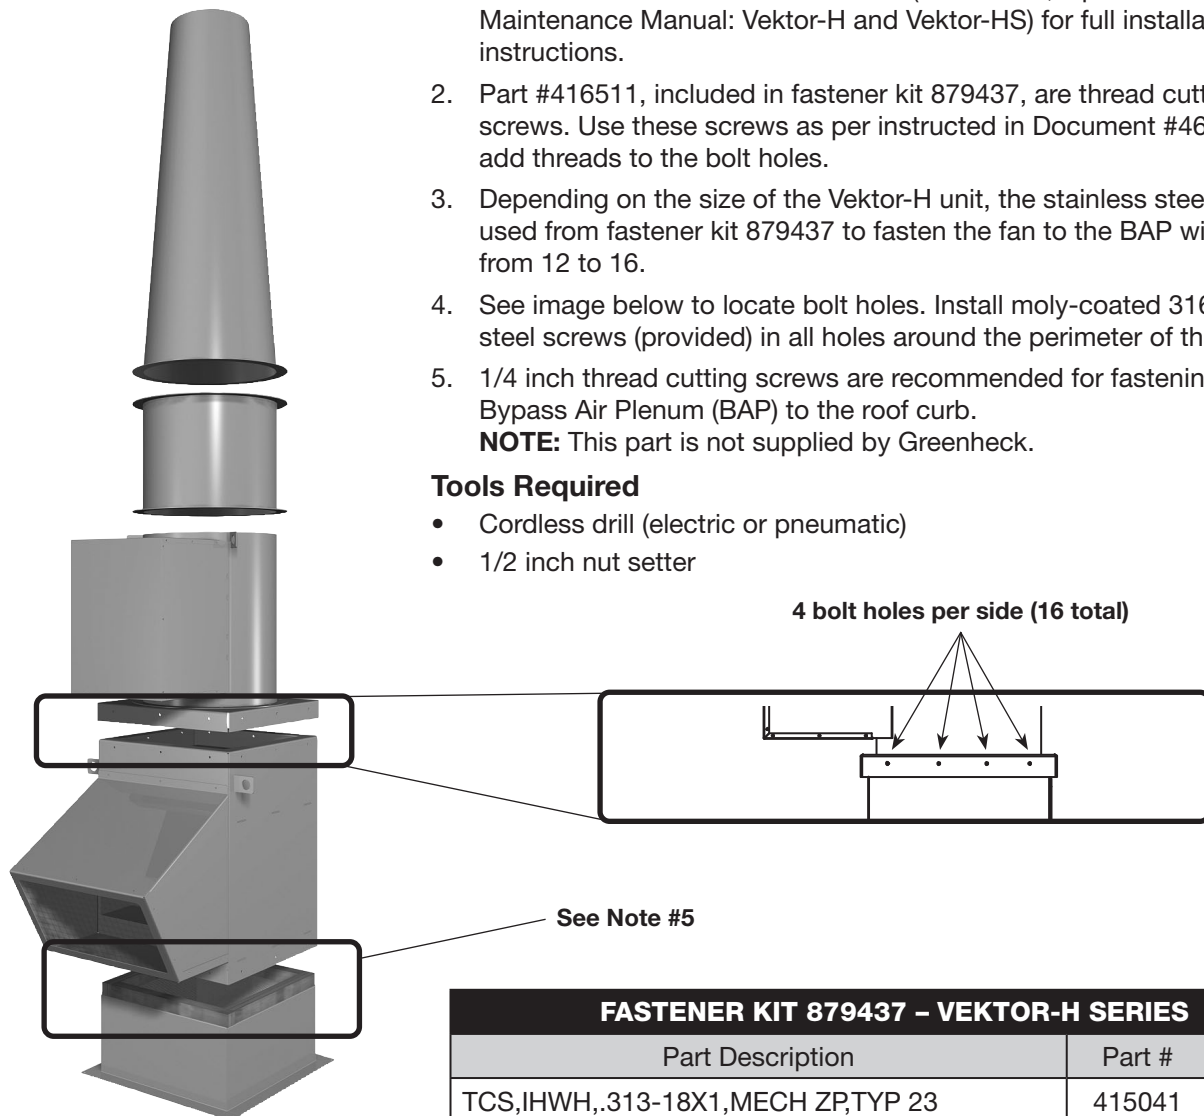 Maintenance Manual: Vektor-H and Vektor-HS) for full
instructions.
2. Part #416511, included in fastener kit 879437, are thread
screws. Use these screws as per instructed in Document
add threads to the bolt holes.
3. Depending on the size of the Vektor-H unit, the stainless
used from fastener kit 879437 to fasten the fan to the BAP
from 12 to 16.
4. See image below to locate bolt holes. Install moly-coated 316
steel screws (provided) in all holes around the perimeter of
5. 1/4 inch thread cutting screws are recommended for
Bypass Air Plenum (BAP) to the roof curb.
NOTE: This part is not supplied by Greenheck.
Tools Required
• Cordless drill (electric or pneumatic)
• 1/2 inch nut setter
4 bolt holes per side (16 total)
See Note #5
FASTENER KIT 879437 – VEKTOR-H SERIES
Part Description Part #
TCS,IHWH,.313-18X1,MECH ZP,TYP 23 415041